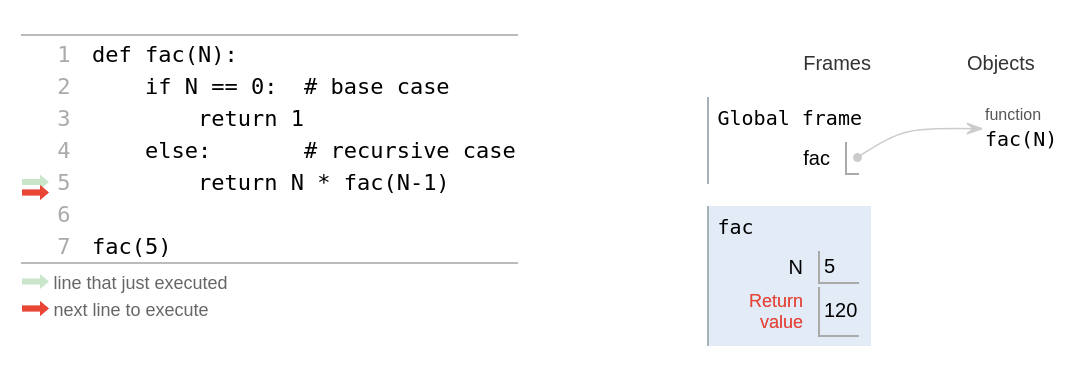 1 def fac(N):
2     if N == 0:  # base case
3         return 1
4     else:       # recursive case
5         return N * fac(N-1)
6
7 fac(5)
line that just executed
next line to execute
Frames Objects
Global frame
fac
function
fac(N)
fac
N 5
Return
value 120